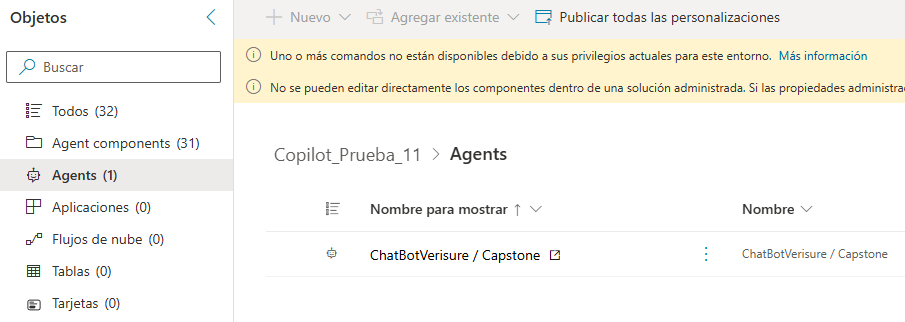 Objetos
Nuevo
Agregar existente
Publicar todas las personalizaciones
Buscar
Uno o más comandos no están disponibles debido a sus privilegios actuales para este entorno. Más información
No se pueden editar directamente los componentes dentro de una solución administrada. Si las propiedades administrad
Todos (32)
Agent components (31)
Agents (1)
Aplicaciones (0)
Flujos de nube (0)
Tablas (0)
Tarjetas (0)
Copilot_Prueba_11 > Agents
Nombre para mostrar ↑
Nombre
ChatBotVerisure / Capstone
ChatBotVerisure / Capstone